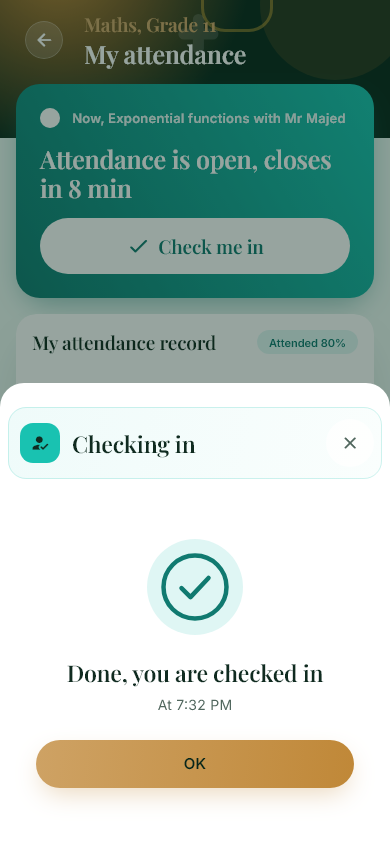 Maths, Grade 11
My attendance
Now, Exponential functions with Mr Majed
Attendance is open, closes
in 8 min
Check me in
My attendance record
Attended 80%
Checking in
Done, you are checked in
At 7:32 PM
OK